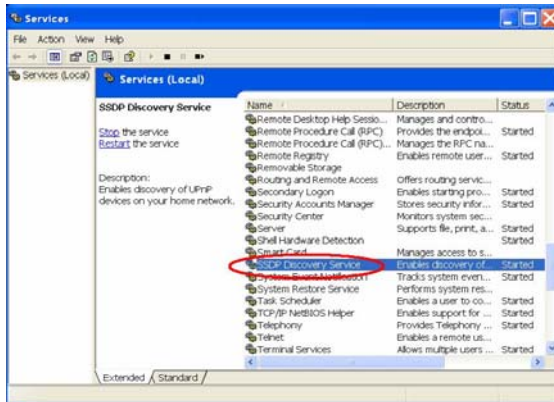 Services
File Action View Help
Services (Local)
Services (Local)
SSDP Discovery Service
Stop the service
Restart the service
Description:
Enables discovery of UPnP
devices on your home network.
Name Description Status
Remote Desktop Help Sessio... Manages and contro...
Remote Procedure Call (RPC) Provides the endpoi... Started
Remote Procedure Call (RPC)... Manages the RPC na...
Remote Registry Enables remote user... Started
Removable Storage
Routing and Remote Access Offers routing servic...
Secondary Logon Enables starting pro... Started
Security Accounts Manager Stores security infor... Started
Security Center Monitors system sec...
Server Supports file, print, a... Started
Shell Hardware Detection Started
Smart Card Manages access to s...
SSDP Discovery Service Enables discovery of... Started
System Event Notification Tracks system even... Started
System Restore Service Performs system res...
Task Scheduler Enables a user to co... Started
TCP/IP NetBIOS Helper Enables support for ... Started
Telephony Provides Telephony ... Started
Telnet Enables a remote us...
Terminal Services Allows multiple users ... Started
Extended Standard